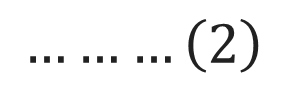 … … … (2)